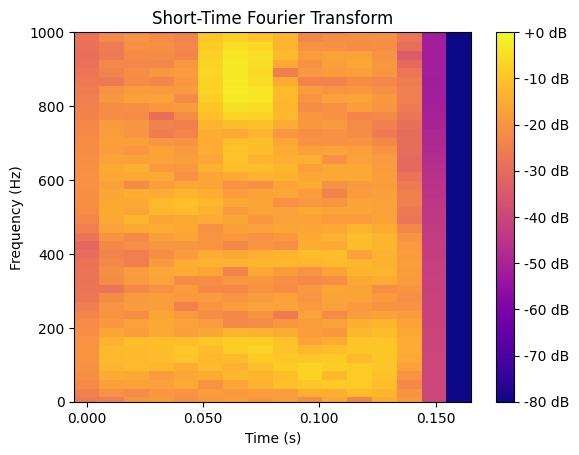 Short-Time Fourier Transform
1000
800
600
400
200
0
Frequency (Hz)
0.000
0.050
0.100
0.150
Time (s)
+0 dB
-10 dB
-20 dB
-30 dB
-40 dB
-50 dB
-60 dB
-70 dB
-80 dB